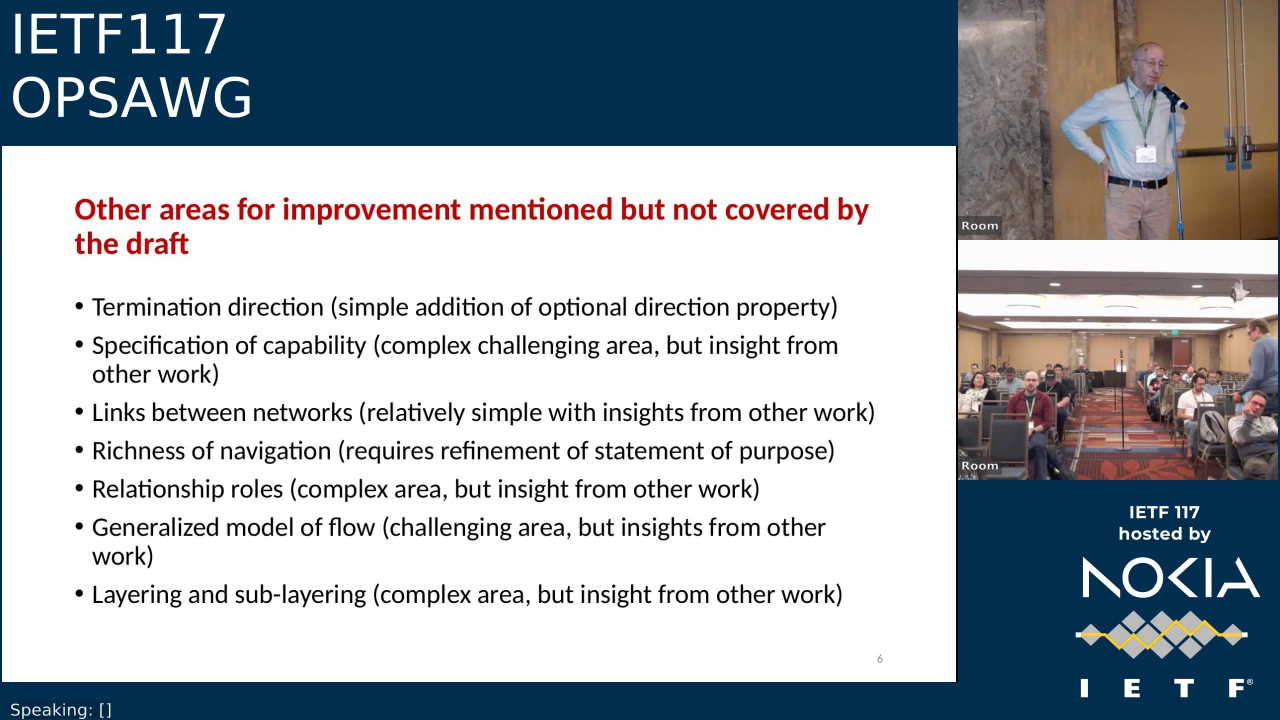 IETF117
OPSAWG
Other areas for improvement mentioned but not covered by
the draft
• Termination direction (simple addition of optional direction property)
• Specification of capability (complex challenging area, but insight from
other work)
• Links between networks (relatively simple with insights from other work)
• Richness of navigation (requires refinement of statement of purpose)
• Relationship roles (complex area, but insight from other work)
• Generalized model of flow (challenging area, but insights from other
work)
• Layering and sub-layering (complex area, but insight from other work)
6
Speaking: []
Room
Room
IETF 117
hosted by
NOKIA
I E T F®